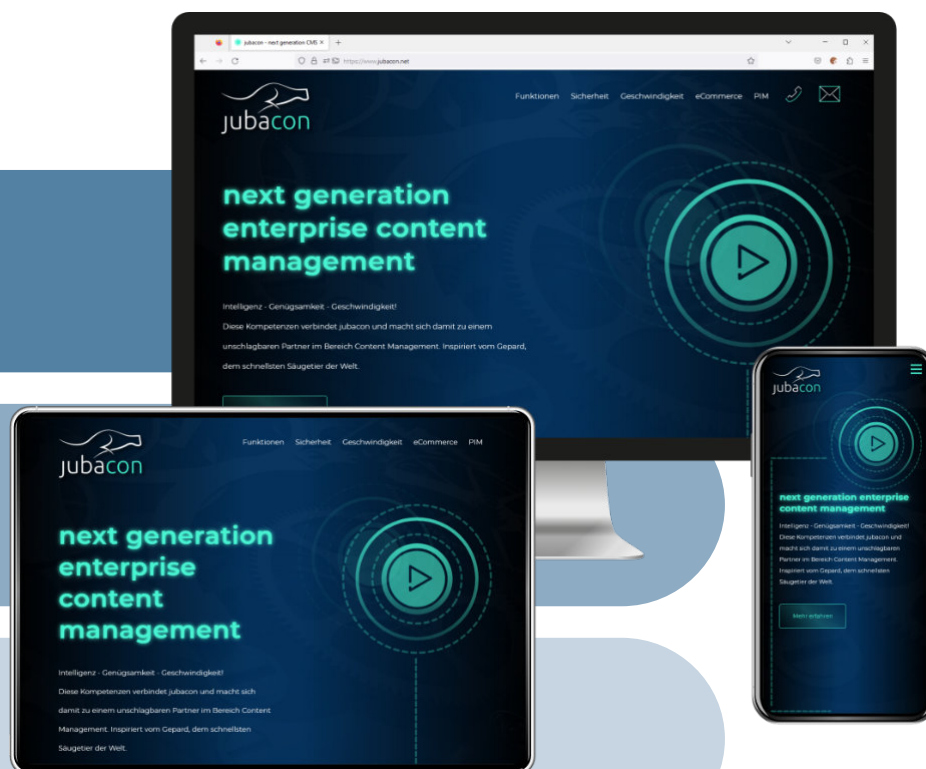 jubacon - next generation CMS
https://www.jubacon.net
jubacon
Funktionen Sicherheit Geschwindigkeit eCommerce PIM
next generation
enterprise content
management
Intelligenz - Genügsamkeit - Geschwindigkeit!
Diese Kompetenzen verbindet jubacon und macht sich damit zu einem
unschlagbaren Partner im Bereich Content Management. Inspiriert vom Gepard,
dem schnellsten Säugetier der Welt.
jubacon
Funktionen Sicherheit Geschwindigkeit eCommerce PIM
next generation
enterprise
content
management
Intelligenz - Genügsamkeit - Geschwindigkeit!
Diese Kompetenzen verbindet jubacon und macht sich
damit zu einem unschlagbaren Partner im Bereich Content
Management. Inspiriert vom Gepard, dem schnellsten
Säugetier der Welt.
jubacon
next generation enterprise
content management
Intelligenz - Genügsamkeit - Geschwindigkeit!
Diese Kompetenzen verbindet jubacon und
macht sich damit zu einem unschlagbaren
Partner im Bereich Content Management.
Inspiriert vom Gepard, dem schnellsten
Säugetier der Welt.
Mehr erfahren